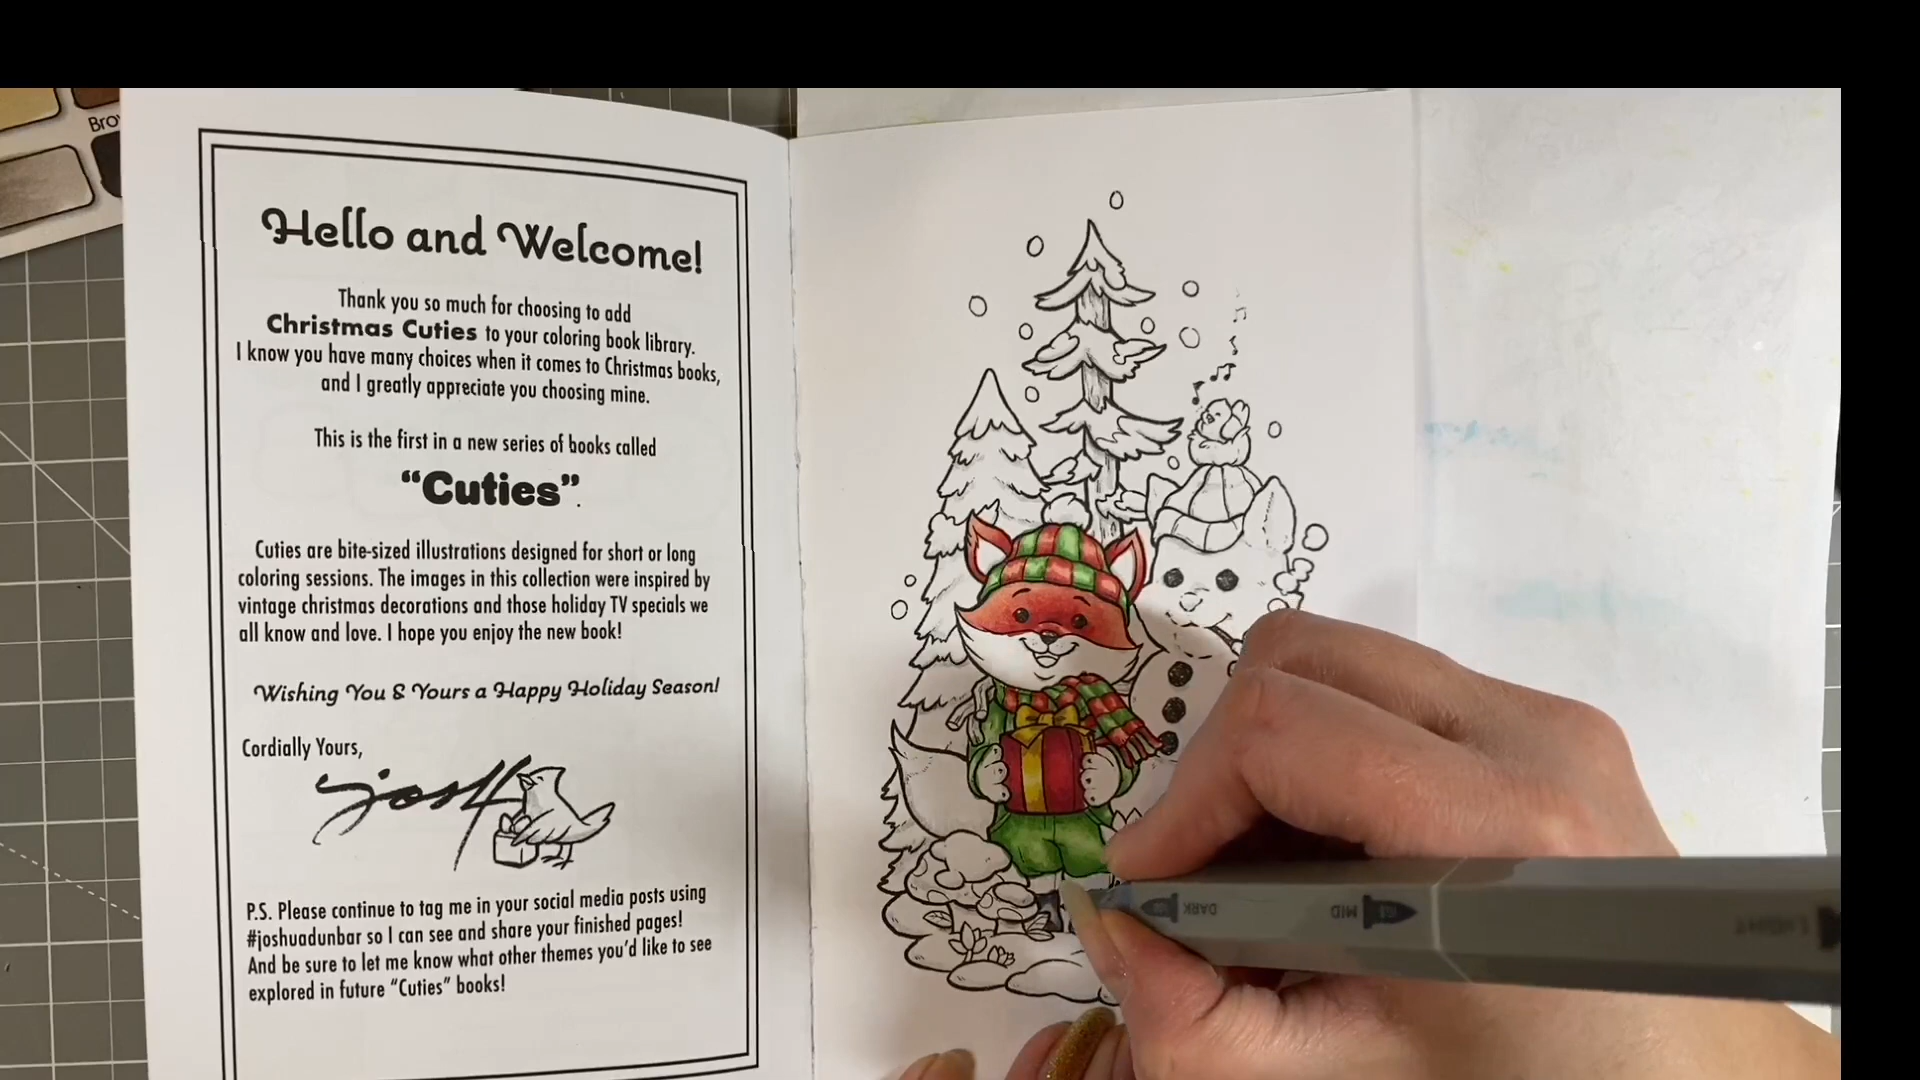 Bro
Hello and Welcome!
Thank you so much for choosing to add
Christmas Cuties to your coloring book library.
I know you have many choices when it comes to Christmas books,
and I greatly appreciate you choosing mine.
This is the first in a new series of books called
“Cuties”.
Cuties are bite-sized illustrations designed for short or long
coloring sessions. The images in this collection were inspired by
vintage christmas decorations and those holiday TV specials we
all know and love. I hope you enjoy the new book!
Wishing You & Yours a Happy Holiday Season!
Cordially Yours,
josh
P.S. Please continue to tag me in your social media posts using
#joshuadunbar so I can see and share your finished pages!
And be sure to let me know what other themes you'd like to see
explored in future “Cuties” books!
DARK
MID
LIGHT